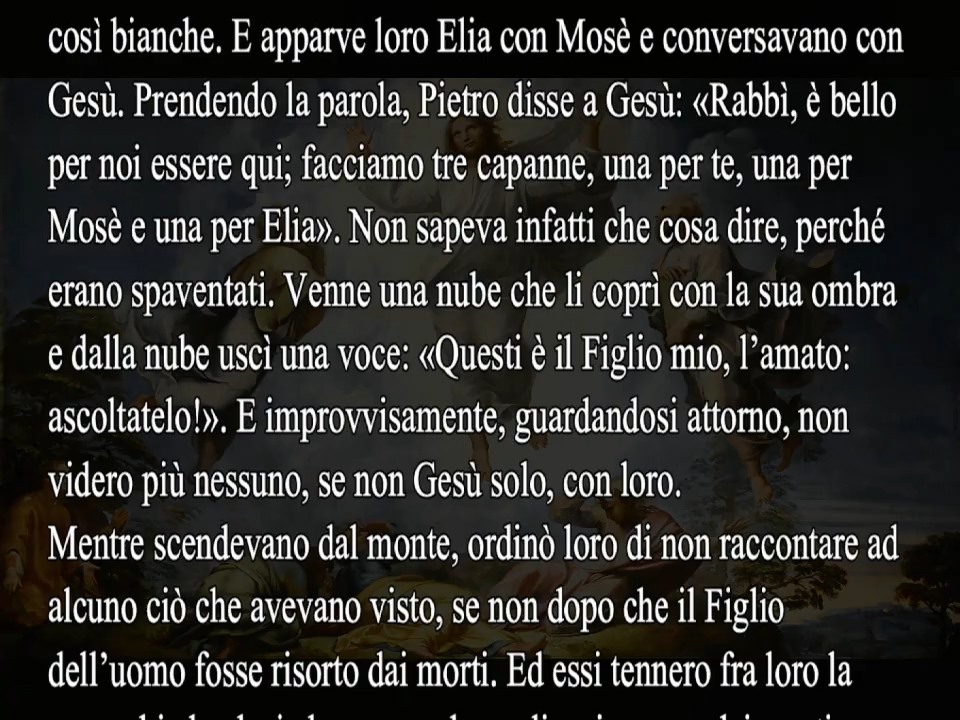 così bianche. E apparve loro Elia con Mosè e conversavano con
Gesù. Prendendo la parola, Pietro disse a Gesù: «Rabbì, è bello
per noi essere qui; facciamo tre capanne, una per te, una per
Mosè e una per Elia». Non sapeva infatti che cosa dire, perché
erano spaventati. Venne una nube che li coprì con la sua ombra
e dalla nube uscì una voce: «Questi è il Figlio mio, l’amato:
ascoltatelo!». E improvvisamente, guardandosi attorno, non
videro più nessuno, se non Gesù solo, con loro.
Mentre scendevano dal monte, ordinò loro di non raccontare ad
alcuno ciò che avevano visto, se non dopo che il Figlio
dell’uomo fosse risorto dai morti. Ed essi tennero fra loro la